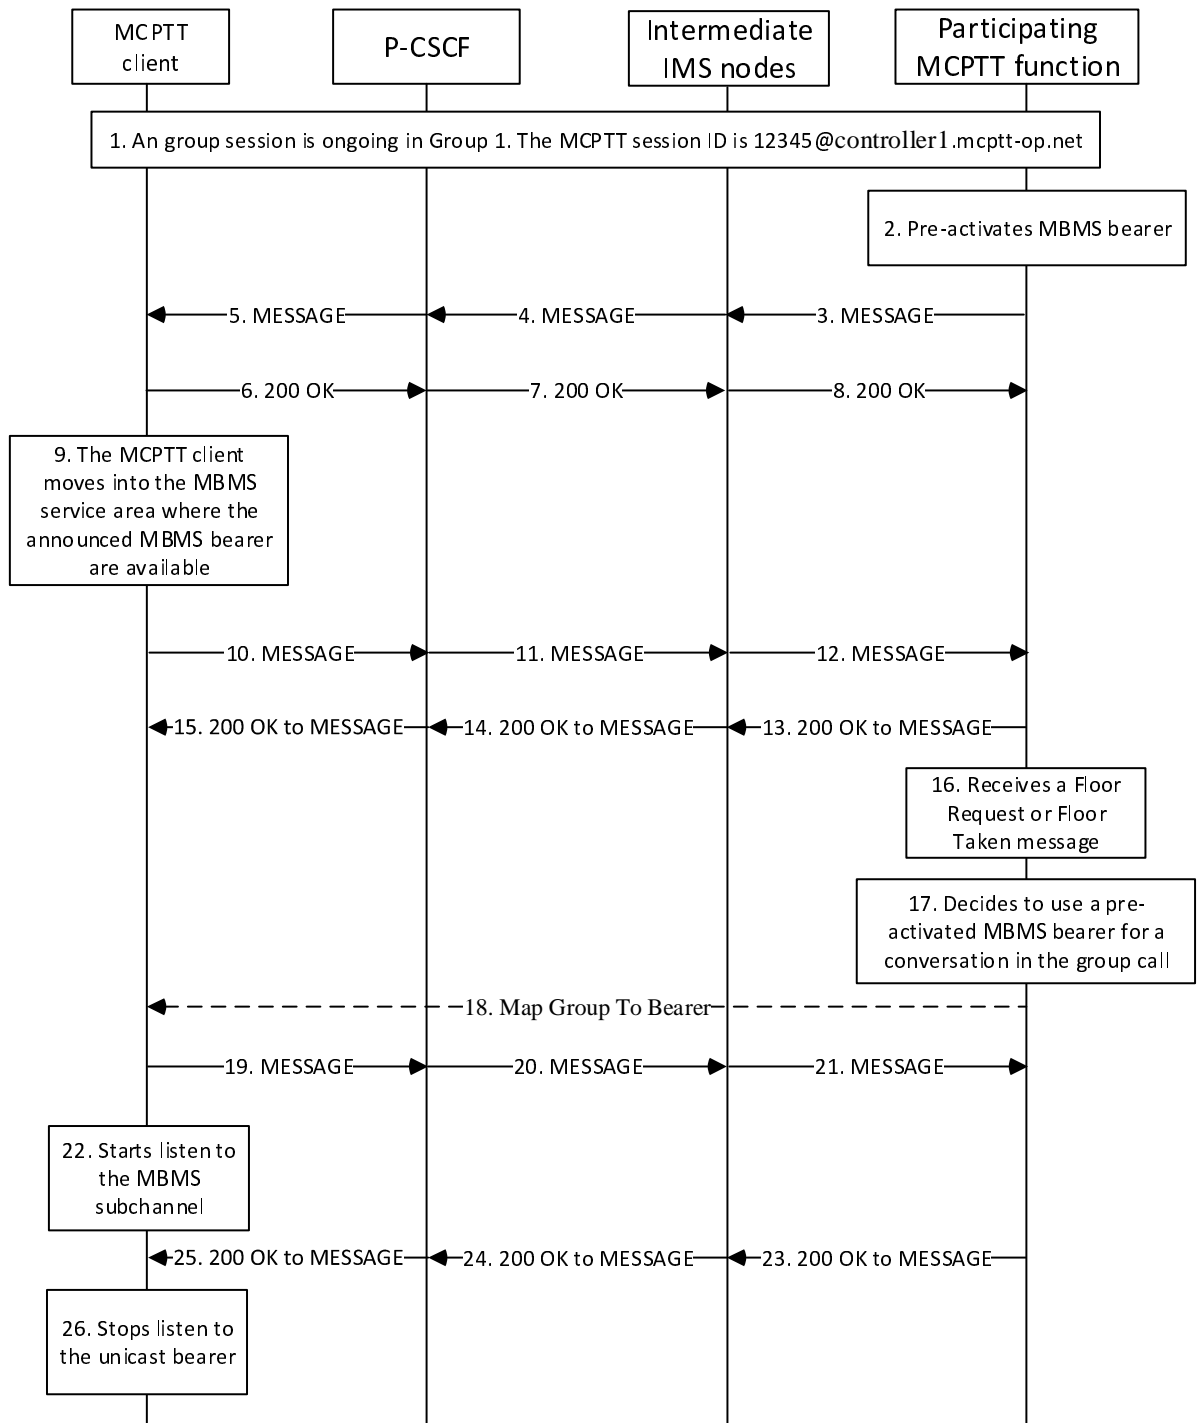 MCPTT
client
P-CSCF
Intermediate
IMS nodes
Participating
MCPTT function
1. An group session is ongoing in Group 1. The MCPTT session ID is 12345@controller1.mcptt-op.net
2. Pre-activates MBMS bearer
5. MESSAGE
4. MESSAGE
3. MESSAGE
6. 200 OK
7. 200 OK
8. 200 OK
9. The MCPTT client
moves into the MBMS
service area where the
announced MBMS bearer
are available
10. MESSAGE
11. MESSAGE
12. MESSAGE
15. 200 OK to MESSAGE
14. 200 OK to MESSAGE
13. 200 OK to MESSAGE
16. Receives a Floor
Request or Floor
Taken message
17. Decides to use a pre-
activated MBMS bearer for a
conversation in the group call
18. Map Group To Bearer
19. MESSAGE
20. MESSAGE
21. MESSAGE
22. Starts listen to
the MBMS
subchannel
25. 200 OK to MESSAGE
24. 200 OK to MESSAGE
23. 200 OK to MESSAGE
26. Stops listen to
the unicast bearer